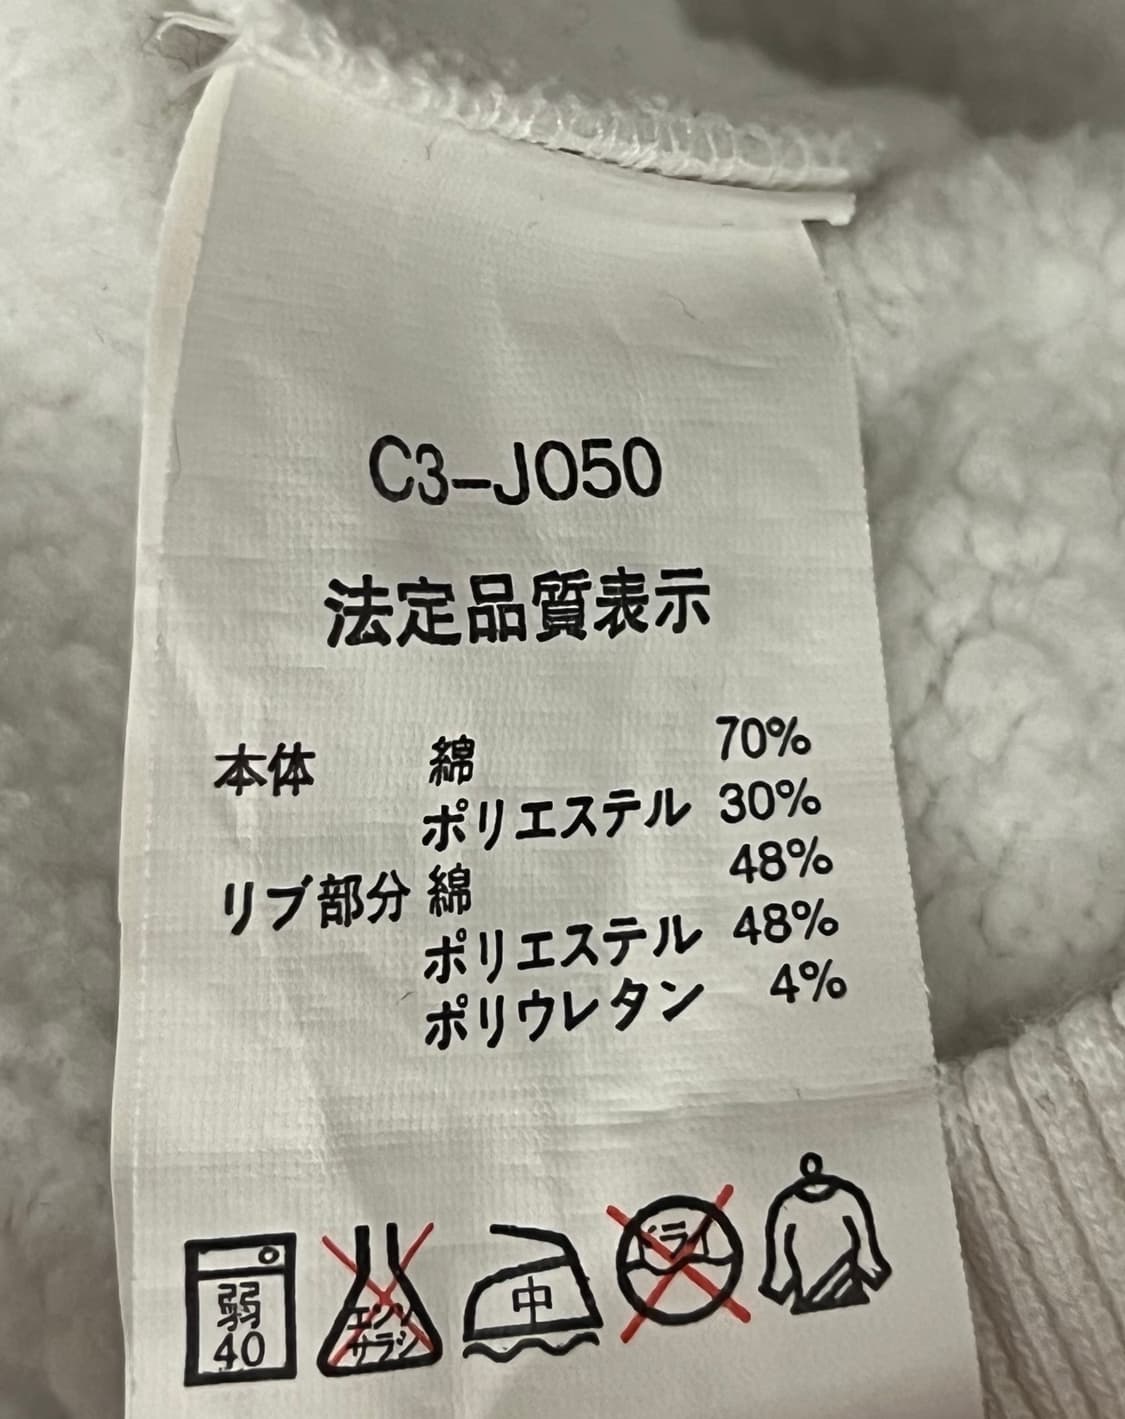 C3-J050
法定品質表示
本体 綿 70%
ポリエステル 30%
リブ部分 綿 48%
ポリエステル 48%
ポリウレタン 4%
弱 エンソ 中 ドライ
40 サラシ